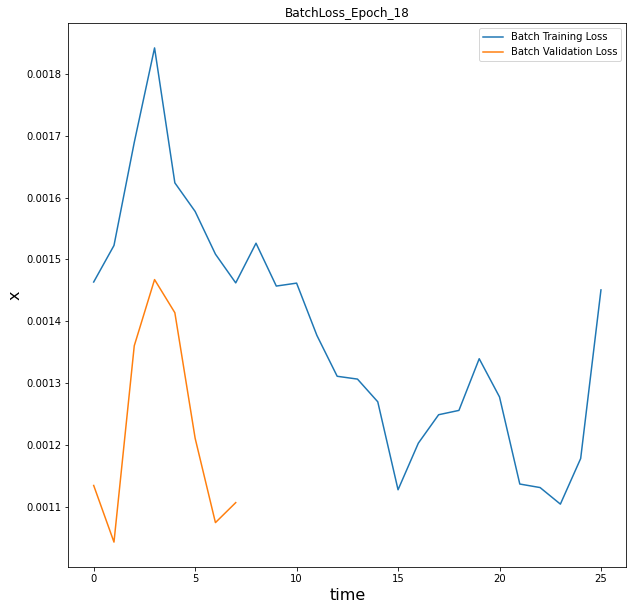 BatchLoss_Epoch_18
Batch Training Loss
Batch Validation Loss
x
0.0018
0.0017
0.0016
0.0015
0.0014
0.0013
0.0012
0.0011
0 5 10 15 20 25
time